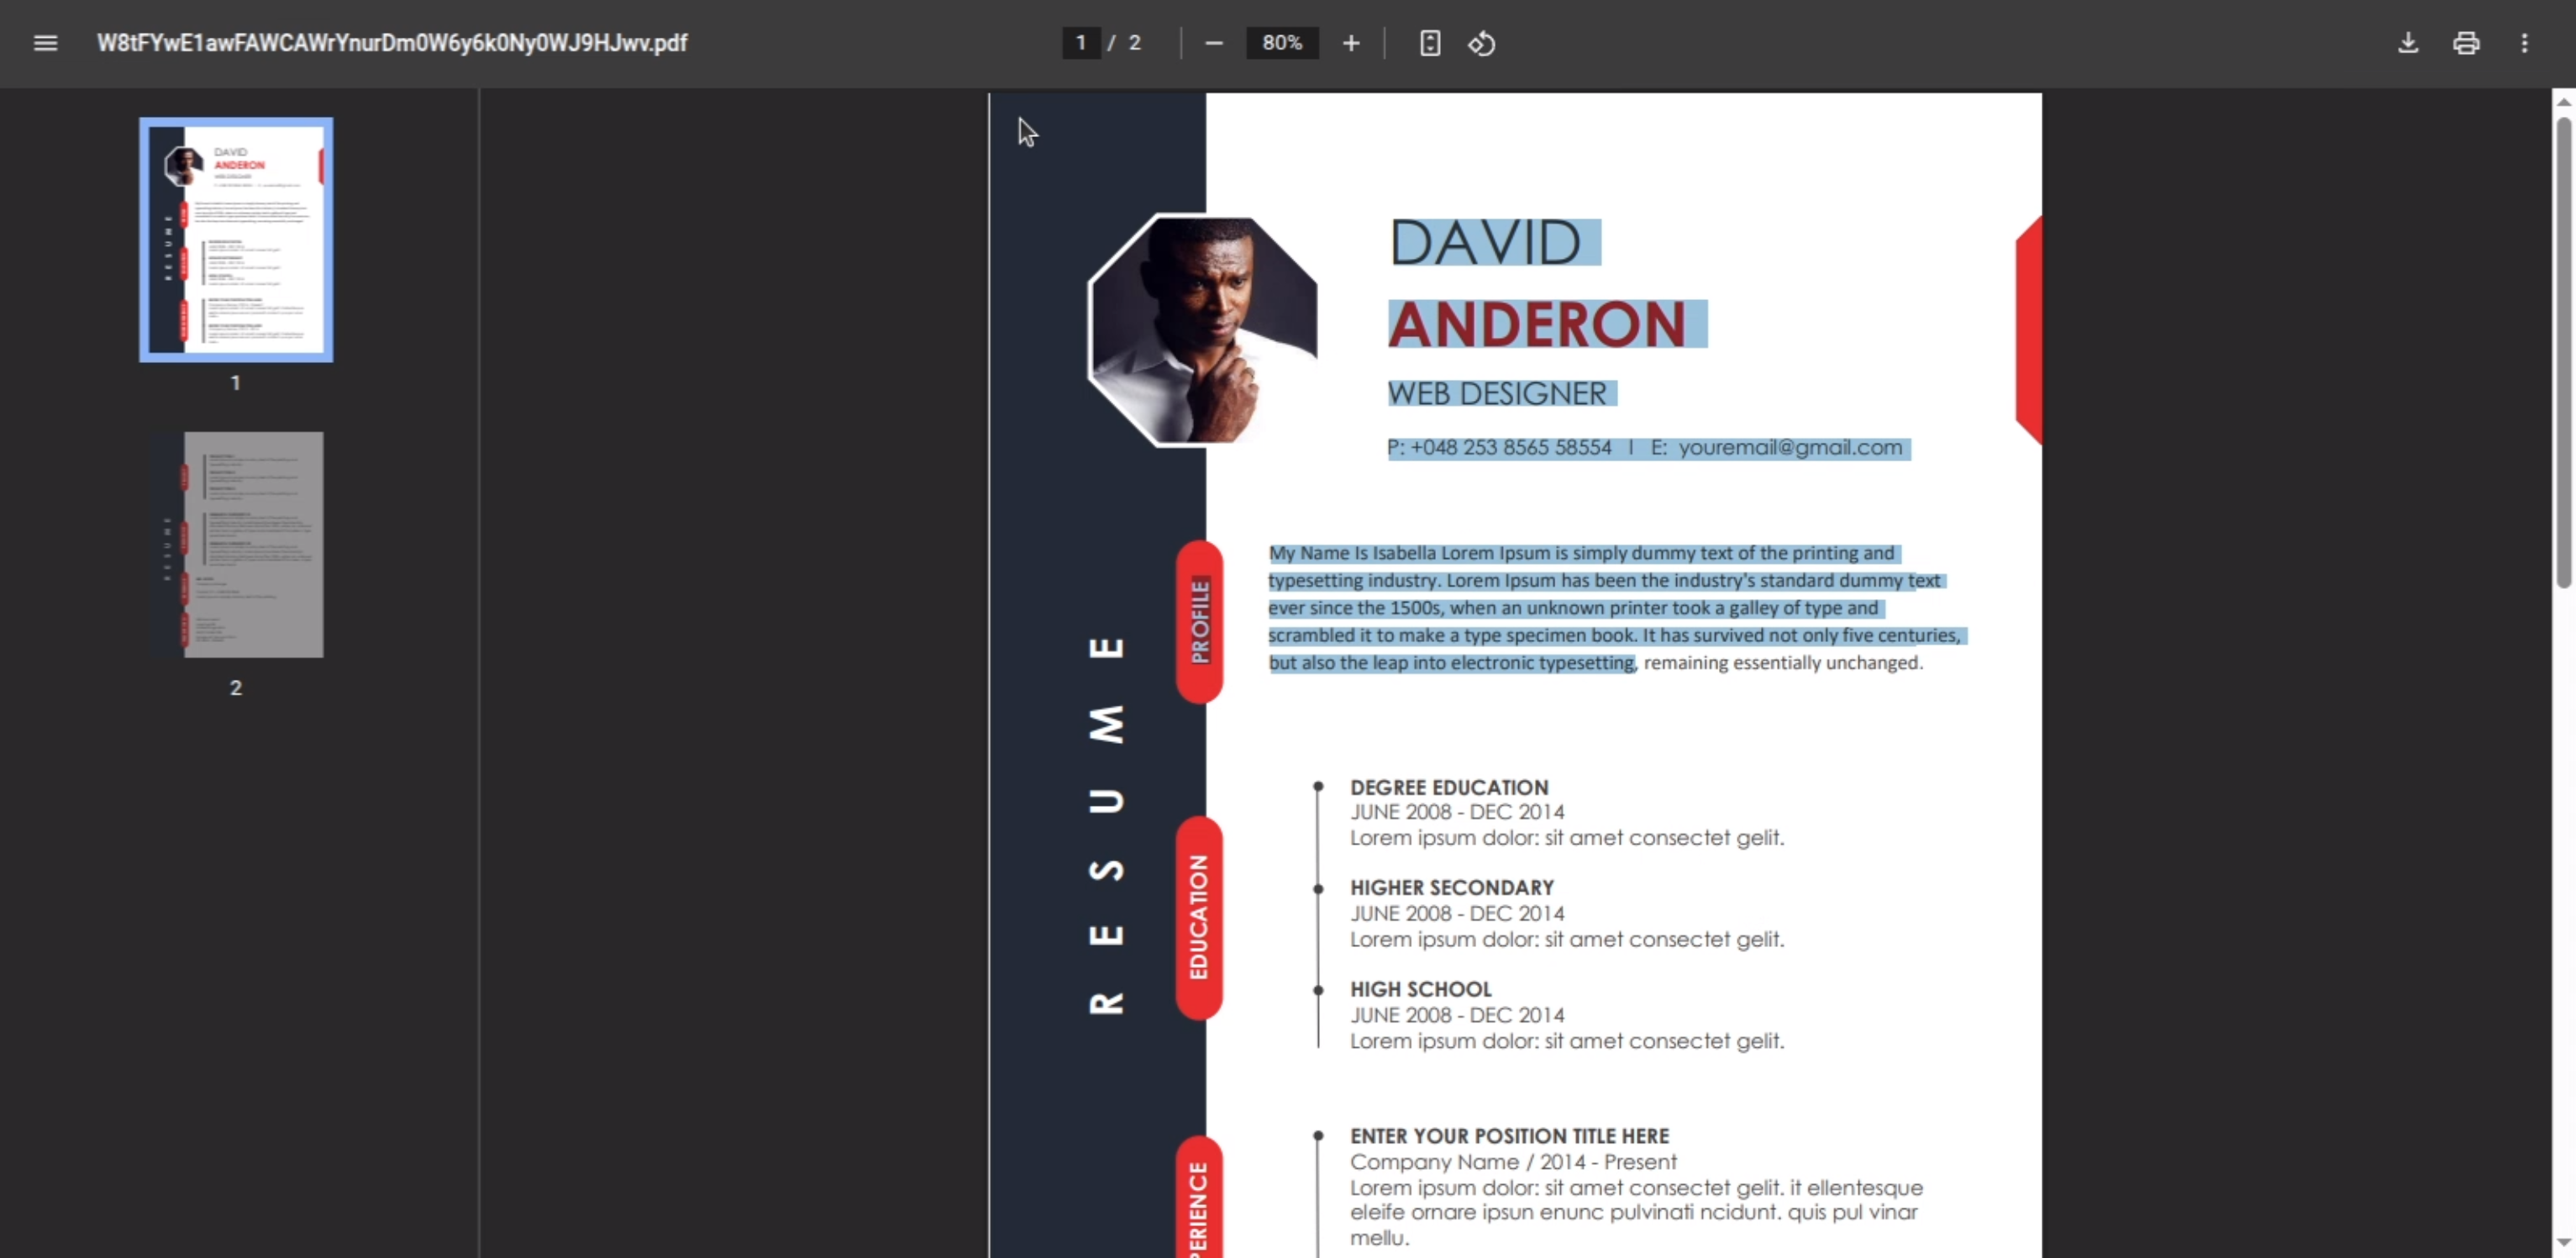 W8tFYwE1awFAWCAWrYnurDm0W6y6k0Ny0WJ9HJwv.pdf
1 / 2
80%
DAVID
ANDERON
WEB DESIGNER
P: +048 253 8565 58554 | E: youremail@gmail.com
PROFILE
My Name Is Isabella Lorem Ipsum is simply dummy text of the printing and
typesetting industry. Lorem Ipsum has been the industry's standard dummy text
ever since the 1500s, when an unknown printer took a galley of type and
scrambled it to make a type specimen book. It has survived not only five centuries,
but also the leap into electronic typesetting, remaining essentially unchanged.
RESUME
EDUCATION
DEGREE EDUCATION
JUNE 2008 - DEC 2014
Lorem ipsum dolor: sit amet consectet gelit.
HIGHER SECONDARY
JUNE 2008 - DEC 2014
Lorem ipsum dolor: sit amet consectet gelit.
HIGH SCHOOL
JUNE 2008 - DEC 2014
Lorem ipsum dolor: sit amet consectet gelit.
PERIENCE
ENTER YOUR POSITION TITLE HERE
Company Name / 2014 - Present
Lorem ipsum dolor: sit amet consectet gelit. it ellentesque
eleife ornare ipsun enunc pulvinati ncidunt. quis pul vinar
mellu.
DAVID
ANDERON
RESUME
1
RESUME
2